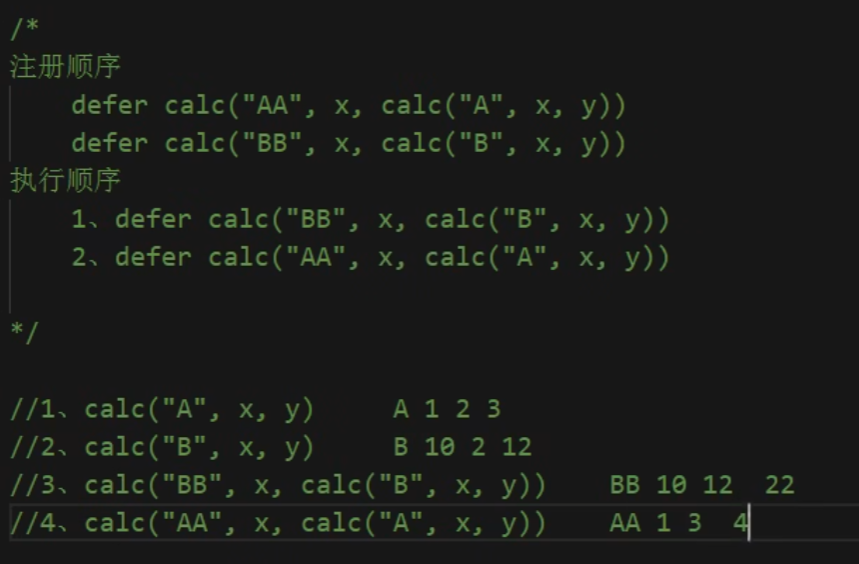 /*
注册顺序
    defer calc("AA", x, calc("A", x, y))
    defer calc("BB", x, calc("B", x, y))
执行顺序
    1、defer calc("BB", x, calc("B", x, y))
    2、defer calc("AA", x, calc("A", x, y))
*/
//1、calc("A", x, y)     A 1 2 3
//2、calc("B", x, y)     B 10 2 12
//3、calc("BB", x, calc("B", x, y))    BB 10 12  22
//4、calc("AA", x, calc("A", x, y))    AA 1 3  4